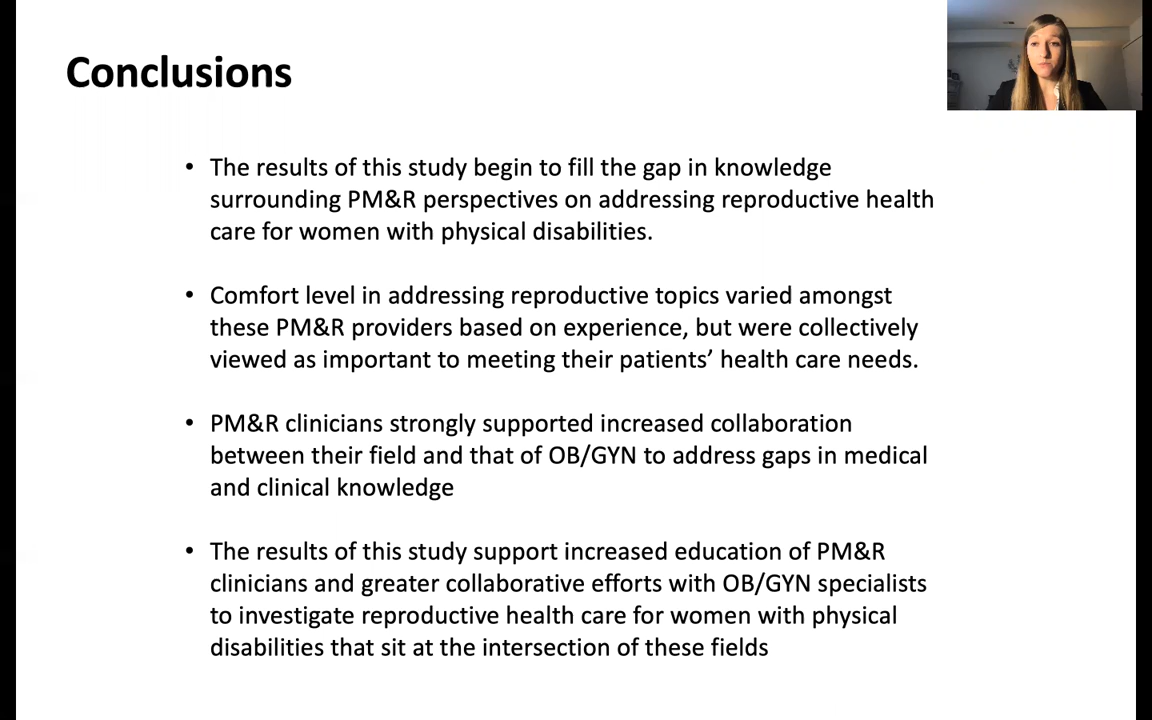 Conclusions
• The results of this study begin to fill the gap in knowledge
surrounding PM&R perspectives on addressing reproductive health
care for women with physical disabilities.
• Comfort level in addressing reproductive topics varied amongst
these PM&R providers based on experience, but were collectively
viewed as important to meeting their patients’ health care needs.
• PM&R clinicians strongly supported increased collaboration
between their field and that of OB/GYN to address gaps in medical
and clinical knowledge
• The results of this study support increased education of PM&R
clinicians and greater collaborative efforts with OB/GYN specialists
to investigate reproductive health care for women with physical
disabilities that sit at the intersection of these fields